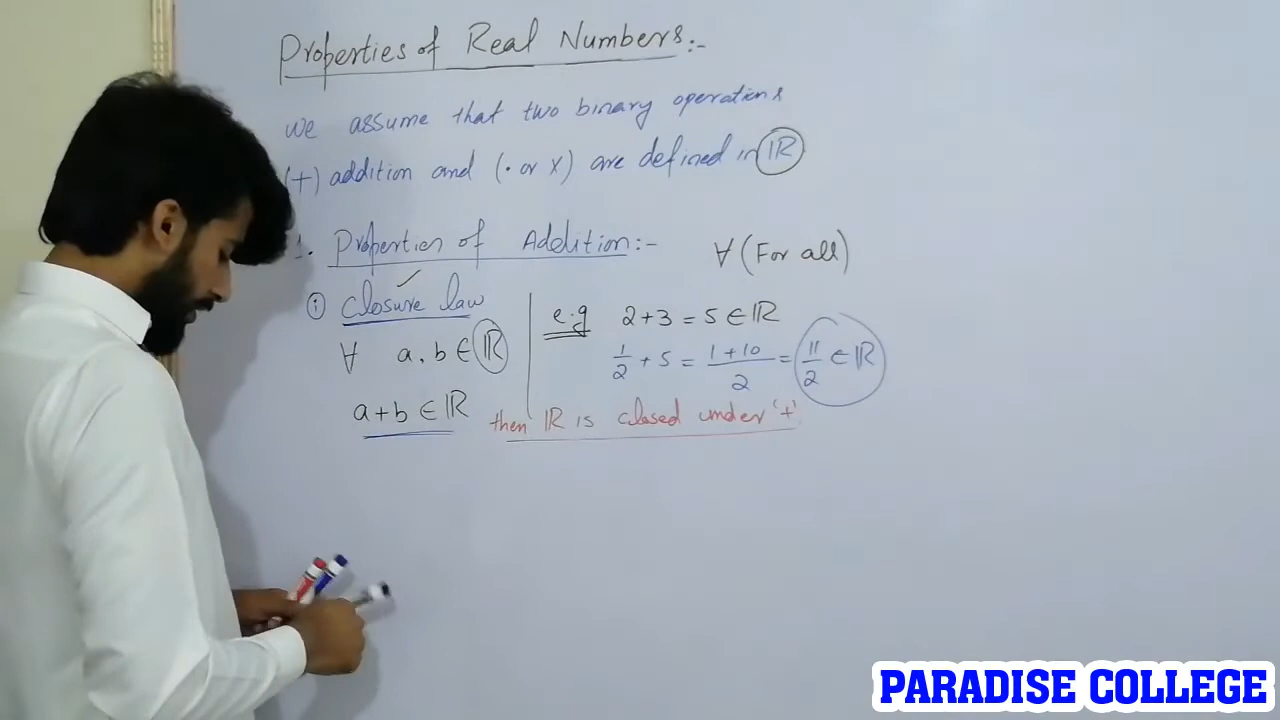 Properties of Real Numbers:-
we assume that two binary operations
(+) addition and (· or x) are defined in ℝ
1. Properties of Addition:- ∀ (For all)
i closure law
∀ a, b ∈ ℝ
a+b ∈ ℝ
e.g 2+3 = 5 ∈ ℝ
1/2 + 5 = 1+10/2 = 11/2 ∈ ℝ
then ℝ is closed under '+'.
PARADISE COLLEGE